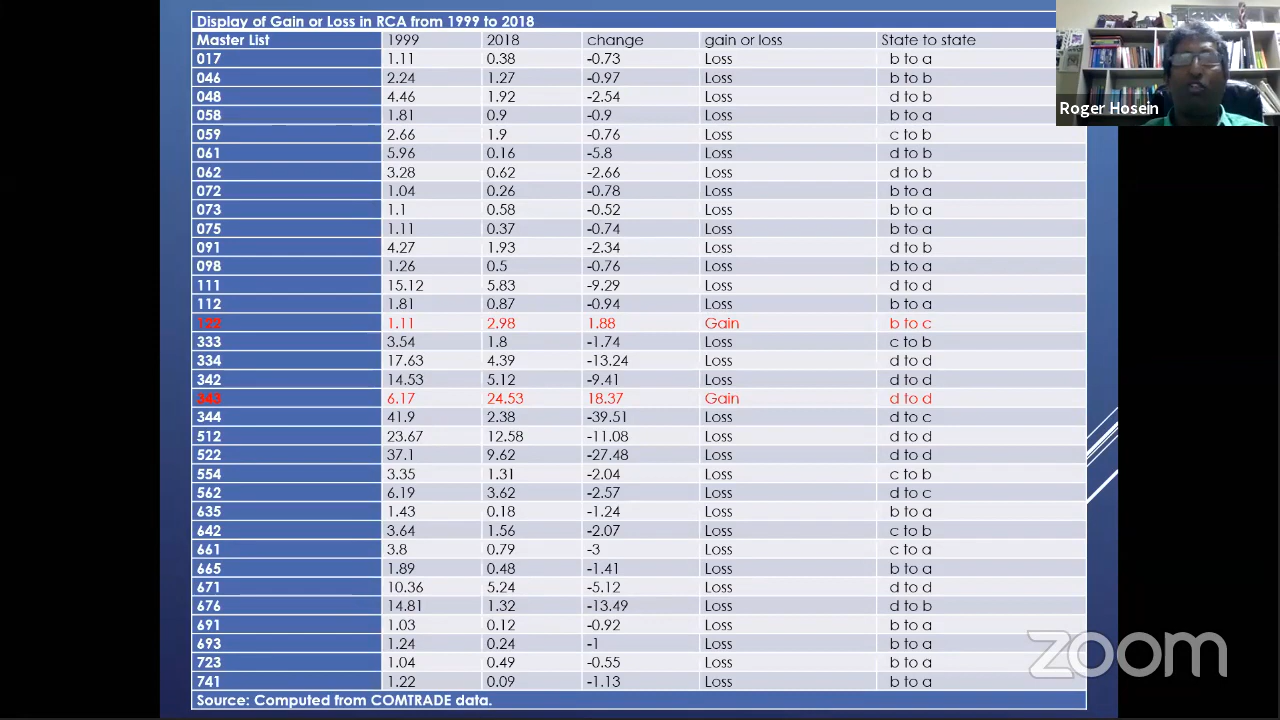 Display of Gain or Loss in RCA from 1999 to 2018
Master List 1999 2018 change gain or loss State to state
017 1.11 0.38 -0.73 Loss b to a
046 2.24 1.27 -0.97 Loss b to b
048 4.46 1.92 -2.54 Loss d to b
058 1.81 0.9 -0.9 Loss b to a
059 2.66 1.9 -0.76 Loss c to b
061 5.96 0.16 -5.8 Loss d to b
062 3.28 0.62 -2.66 Loss d to b
072 1.04 0.26 -0.78 Loss b to a
073 1.1 0.58 -0.52 Loss b to a
075 1.11 0.37 -0.74 Loss b to a
091 4.27 1.93 -2.34 Loss d to b
098 1.26 0.5 -0.76 Loss b to a
111 15.12 5.83 -9.29 Loss d to d
112 1.81 0.87 -0.94 Loss b to a
122 1.11 2.98 1.88 Gain b to c
333 3.54 1.8 -1.74 Loss c to b
334 17.63 4.39 -13.24 Loss d to d
342 14.53 5.12 -9.41 Loss d to d
343 6.17 24.53 18.37 Gain d to d
344 41.9 2.38 -39.51 Loss d to c
512 23.67 12.58 -11.08 Loss d to d
522 37.1 9.62 -27.48 Loss d to d
554 3.35 1.31 -2.04 Loss c to b
562 6.19 3.62 -2.57 Loss d to c
635 1.43 0.18 -1.24 Loss b to a
642 3.64 1.56 -2.07 Loss c to b
661 3.8 0.79 -3 Loss c to a
665 1.89 0.48 -1.41 Loss b to a
671 10.36 5.24 -5.12 Loss d to d
676 14.81 1.32 -13.49 Loss d to b
691 1.03 0.12 -0.92 Loss b to a
693 1.24 0.24 -1 Loss b to a
723 1.04 0.49 -0.55 Loss b to a
741 1.22 0.09 -1.13 Loss b to a
Source: Computed from COMTRADE data.
Roger Hosein
zoom